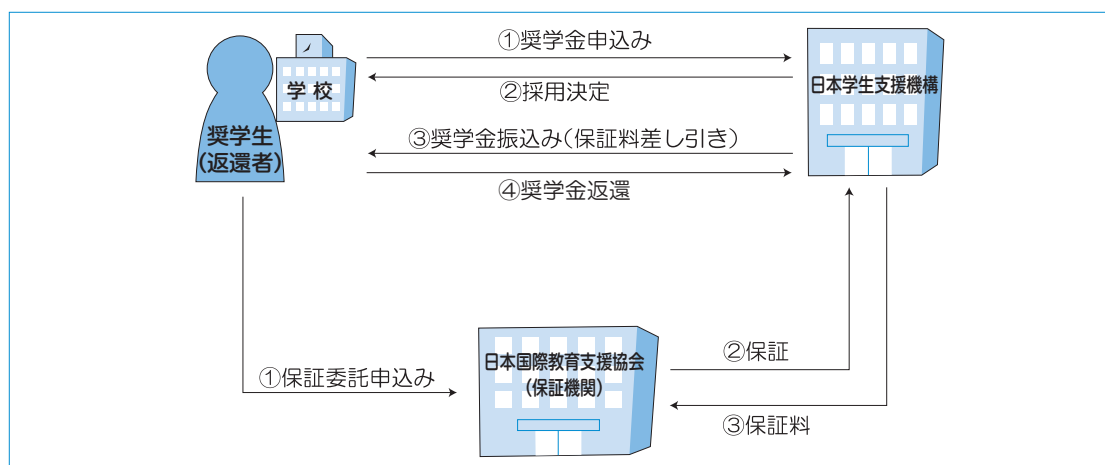 ①奨学金申込み
学校
日本学生支援機構
②採用決定
奨学生
(返還者)
③奨学金振込み(保証料差し引き)
④奨学金返還
日本国際教育支援協会
(保証機関)
②保証
①保証委託申込み
③保証料